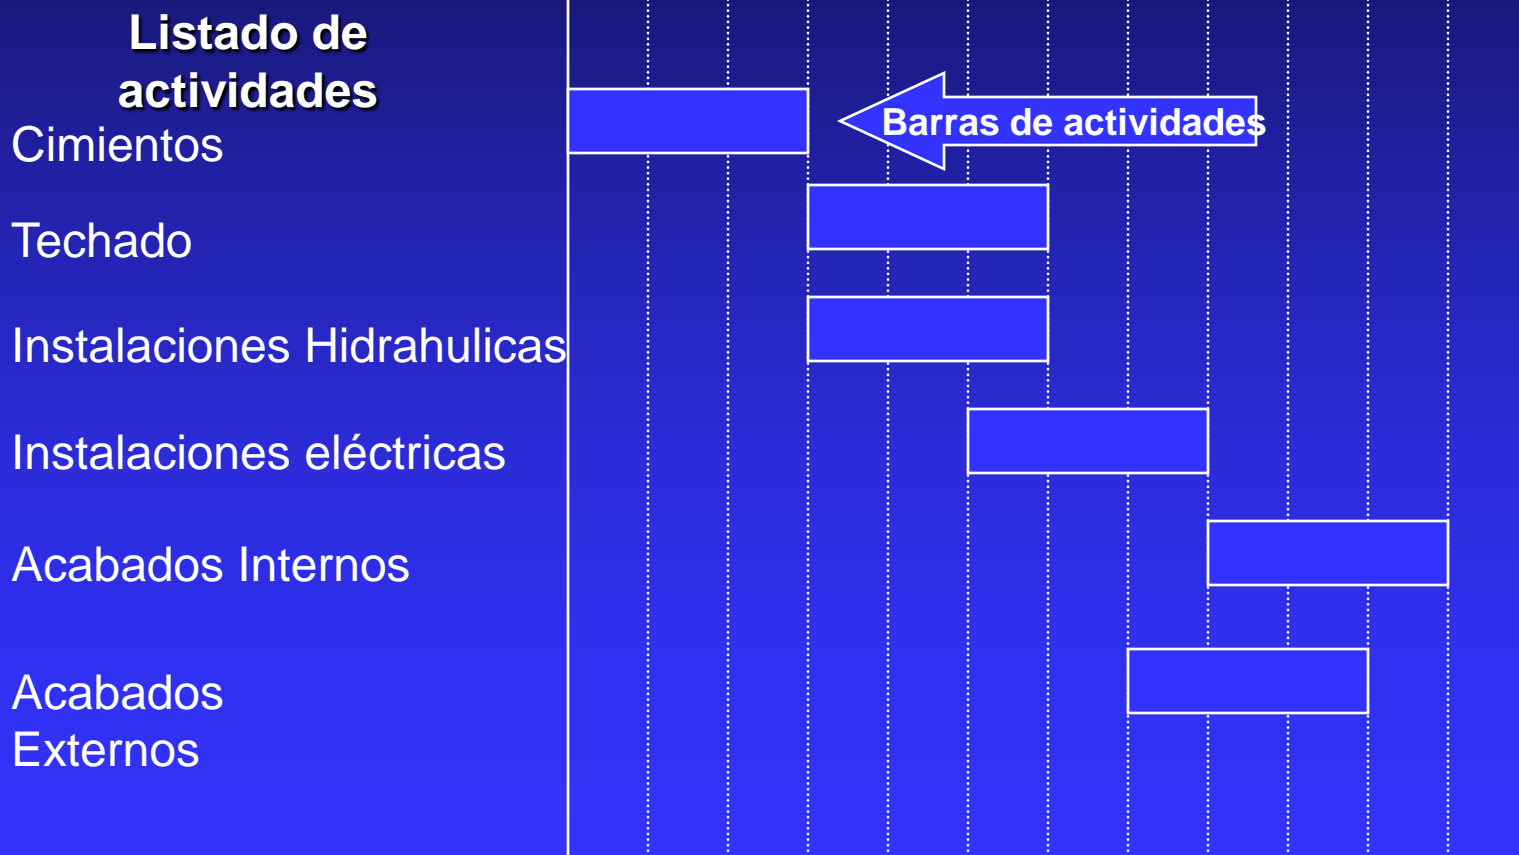 Listado de
actividades
Cimientos
Barras de actividades
Techado
Instalaciones Hidrahulicas
Instalaciones eléctricas
Acabados Internos
Acabados
Externos